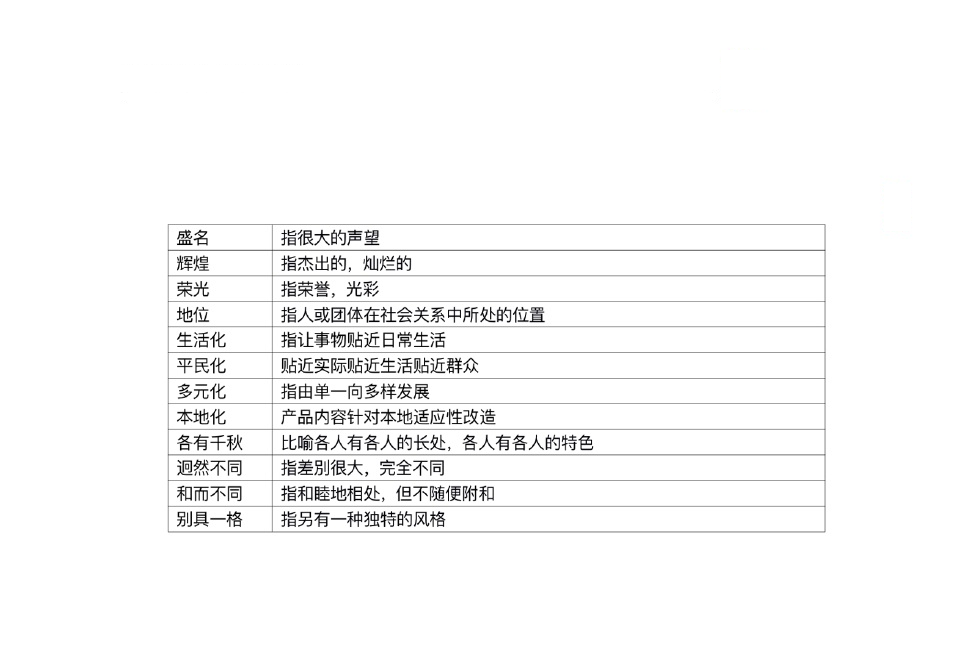 盛名 指很大的声望
辉煌 指杰出的，灿烂的
荣光 指荣誉，光彩
地位 指人或团体在社会关系中所处的位置
生活化 指让事物贴近日常生活
平民化 贴近实际贴近生活贴近群众
多元化 指由单一向多样发展
本地化 产品内容针对本地适应性改造
各有千秋 比喻各人有各人的长处，各人有各人的特色
迥然不同 指差别很大，完全不同
和而不同 指和睦地相处，但不随便附和
别具一格 指另有一种独特的风格